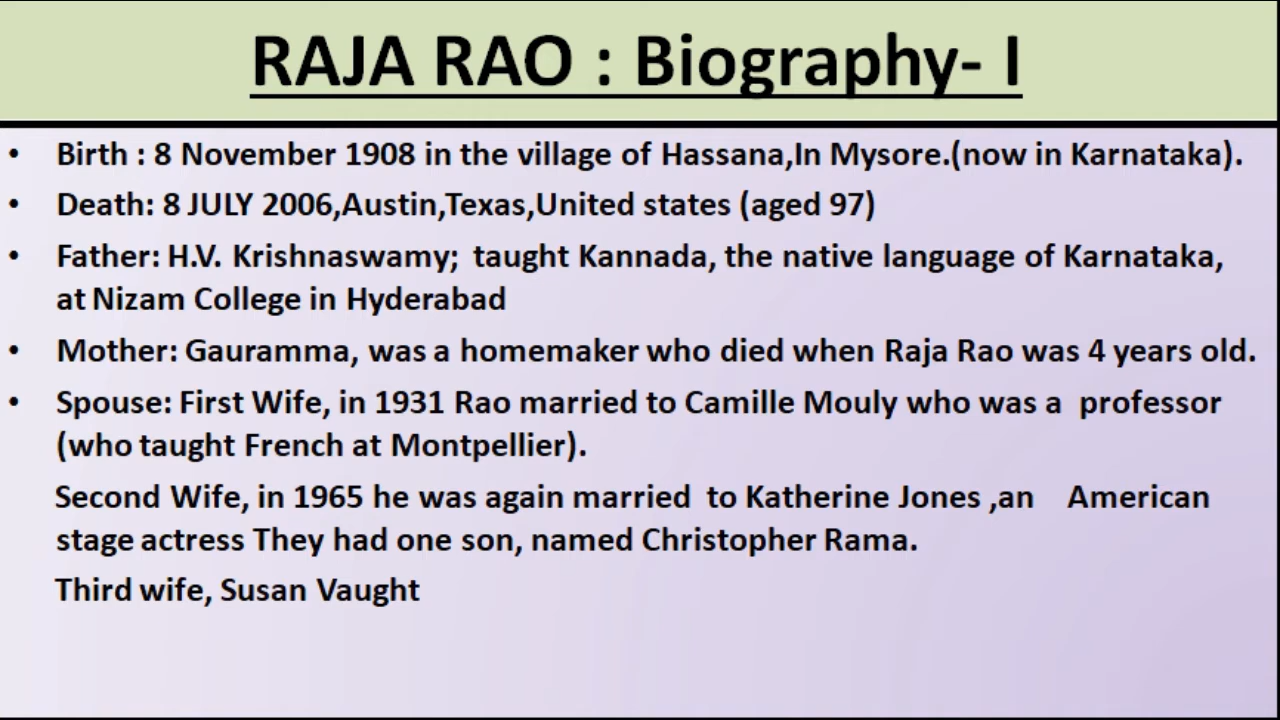 RAJA RAO : Biography- I
• Birth : 8 November 1908 in the village of Hassana,In Mysore.(now in Karnataka).
• Death: 8 JULY 2006,Austin,Texas,United states (aged 97)
• Father: H.V. Krishnaswamy; taught Kannada, the native language of Karnataka,
at Nizam College in Hyderabad
• Mother: Gauramma, was a homemaker who died when Raja Rao was 4 years old.
• Spouse: First Wife, in 1931 Rao married to Camille Mouly who was a professor
(who taught French at Montpellier).
Second Wife, in 1965 he was again married to Katherine Jones ,an American
stage actress They had one son, named Christopher Rama.
Third wife, Susan Vaught